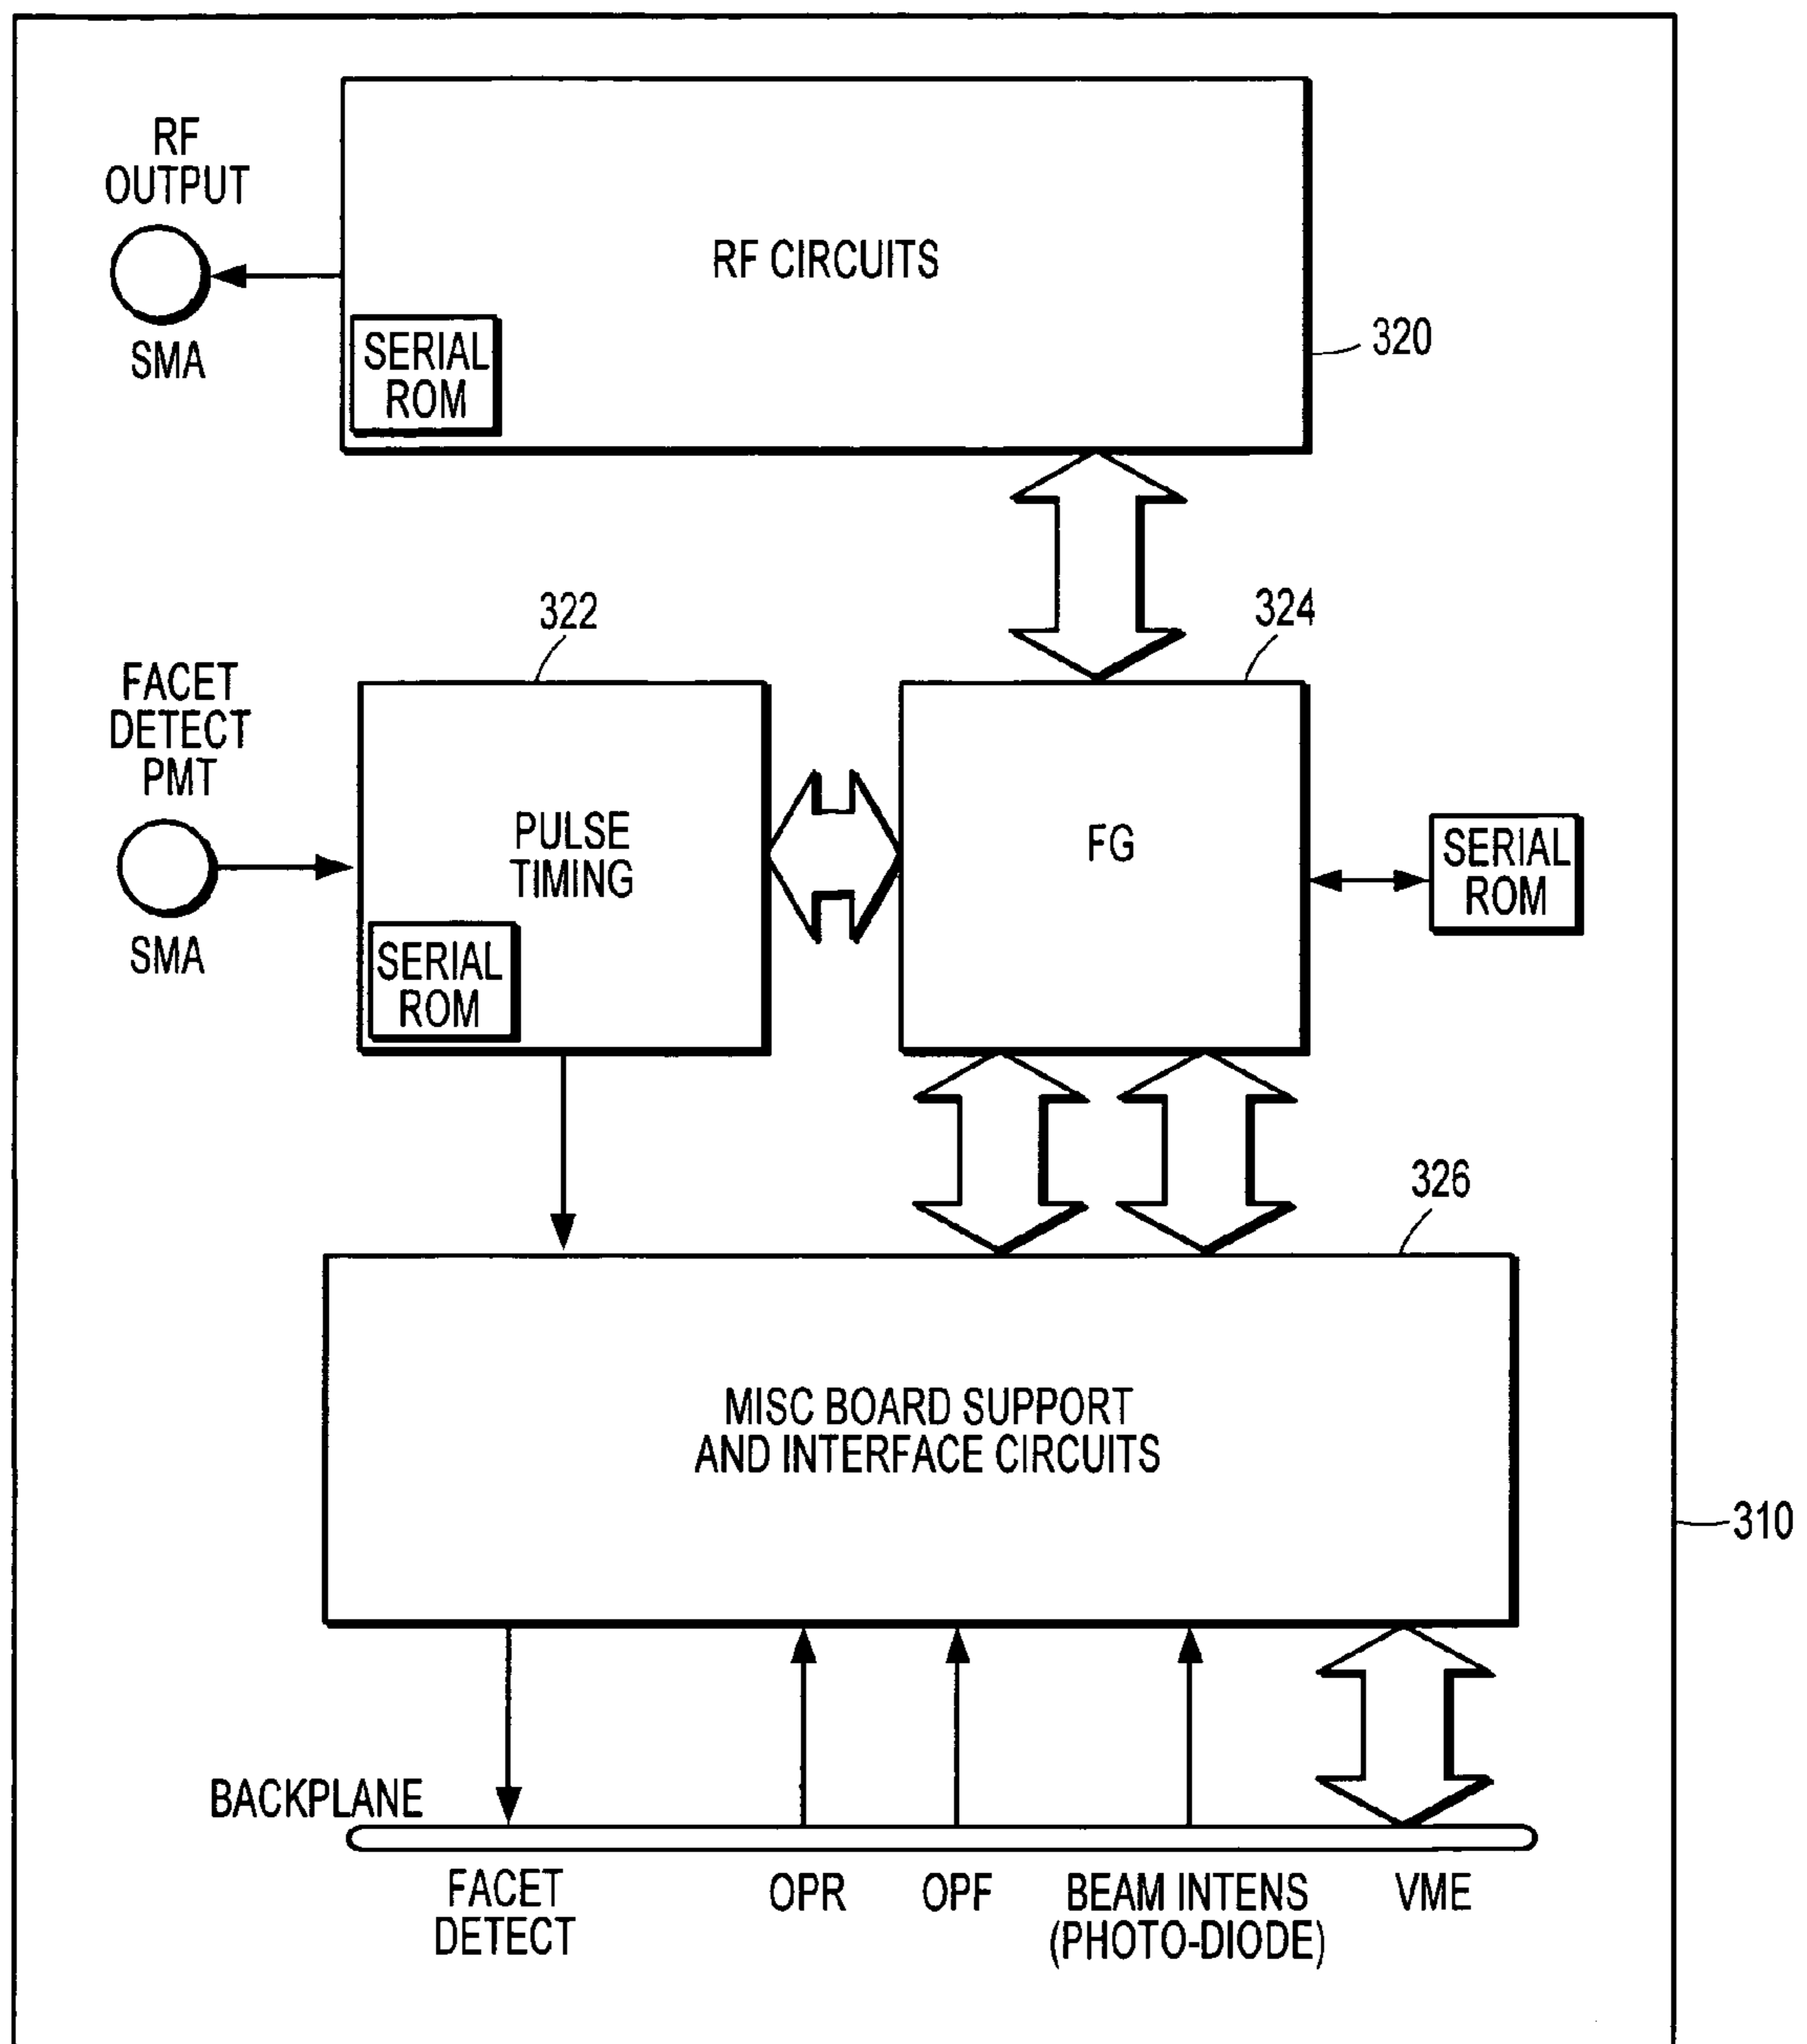 RF
OUTPUT
SMA
RF CIRCUITS
SERIAL
ROM
320
322
324
FACET
DETECT
PMT
SMA
PULSE
TIMING
SERIAL
ROM
FG
SERIAL
ROM
326
MISC BOARD SUPPORT
AND INTERFACE CIRCUITS
310
BACKPLANE
FACET
DETECT
OPR
OPF
BEAM INTENS
(PHOTO-DIODE)
VME